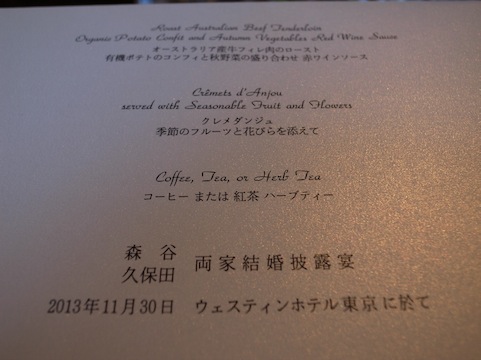 Roast Australian Beef Tenderloin
Organic Potato Confit and Autumn Vegetables Red Wine Sauce
オーストラリア産牛フィレ肉のロースト
有機ポテトのコンフィと秋野菜の盛り合わせ 赤ワインソース
Crêmets d'Anjou
served with Seasonable Fruit and Flowers
クレメダンジュ
季節のフルーツと花びらを添えて
Coffee, Tea, or Herb Tea
コーヒー または 紅茶 ハーブティー
森谷
久保田 両家結婚披露宴
2013年11月30日 ウェスティンホテル東京に於て